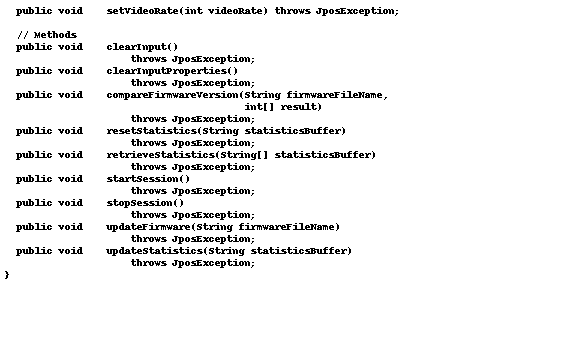 public void    setVideoRate(int videoRate) throws JposException;
// Methods
public void    clearInput()
throws JposException;
public void    clearInputProperties()
throws JposException;
public void    compareFirmwareVersion(String firmwareFileName,
int[] result)
throws JposException;
public void    resetStatistics(String statisticsBuffer)
throws JposException;
public void    retrieveStatistics(String[] statisticsBuffer)
throws JposException;
public void    startSession()
throws JposException;
public void    stopSession()
throws JposException;
public void    updateFirmware(String firmwareFileName)
throws JposException;
public void    updateStatistics(String statisticsBuffer)
throws JposException;
}